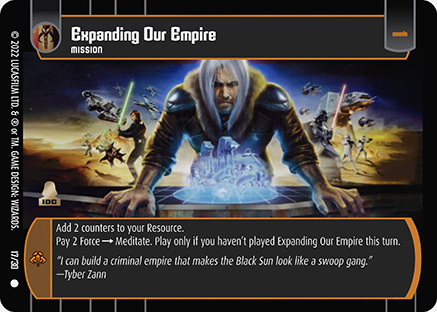 Expanding Our Empire
MISSION
© 2022 LUCASFILM LTD. & ® or TM. GAME DESIGN: WIZARDS.
IDC
17/30
Add 2 counters to your Resource.
Pay 2 Force → Meditate. Play only if you haven't played Expanding Our Empire this turn.
"I can build a criminal empire that makes the Black Sun look like a swoop gang."
—Tyber Zann